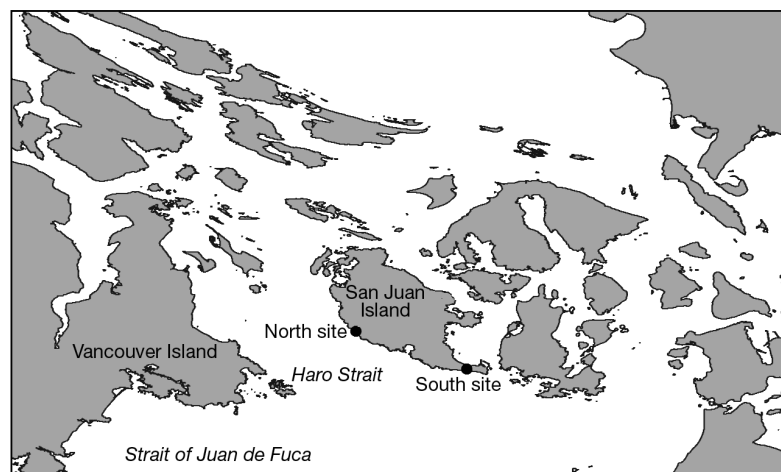 San Juan
Island
North site
Vancouver Island
Haro Strait
South site
Strait of Juan de Fuca